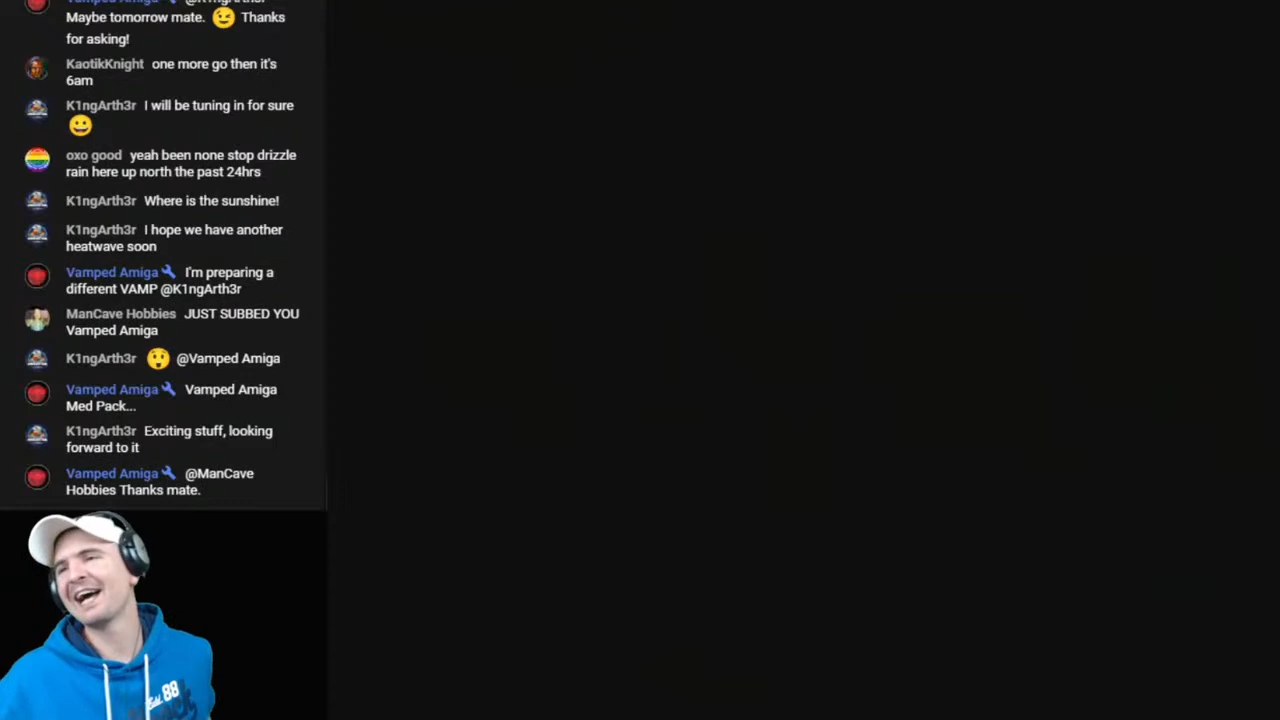 Vamped Amiga @K1ngArth3r
Maybe tomorrow mate. 😉 Thanks
for asking!
KaotikKnight one more go then it's
6am
K1ngArth3r I will be tuning in for sure
😀
oxo good yeah been none stop drizzle
rain here up north the past 24hrs
K1ngArth3r Where is the sunshine!
K1ngArth3r I hope we have another
heatwave soon
Vamped Amiga I'm preparing a
different VAMP @K1ngArth3r
ManCave Hobbies JUST SUBBED YOU
Vamped Amiga
K1ngArth3r 😲 @Vamped Amiga
Vamped Amiga Vamped Amiga
Med Pack...
K1ngArth3r Exciting stuff, looking
forward to it
Vamped Amiga @ManCave
Hobbies Thanks mate.
88